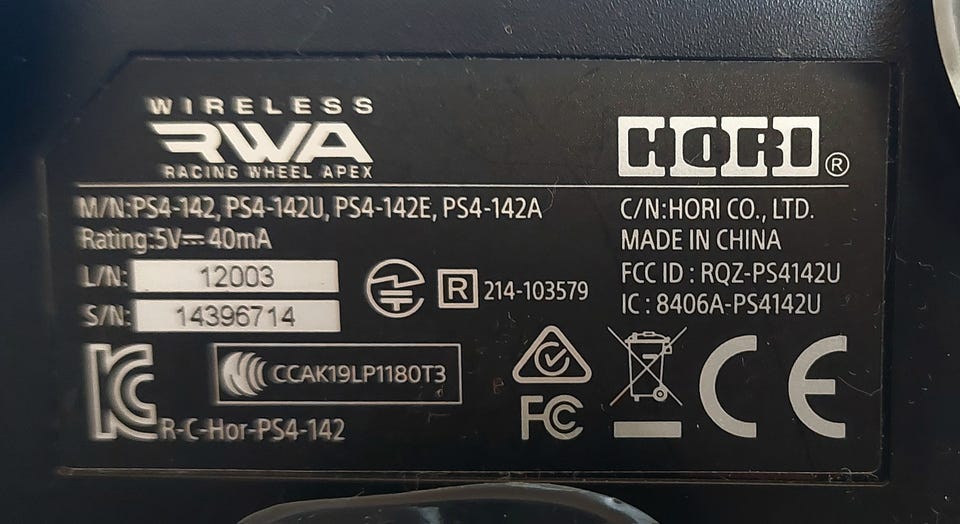 WIRELESS
RWA
RACING WHEEL APEX
HORI®
M/N:PS4-142, PS4-142U, PS4-142E, PS4-142A
Rating:5V⎓40mA
L/N: 12003
S/N: 14396714
C/N:HORI CO., LTD.
MADE IN CHINA
FCC ID : RQZ-PS4142U
IC : 8406A-PS4142U
R 214-103579
CCAK19LP1180T3
R-C-Hor-PS4-142
FC
CE